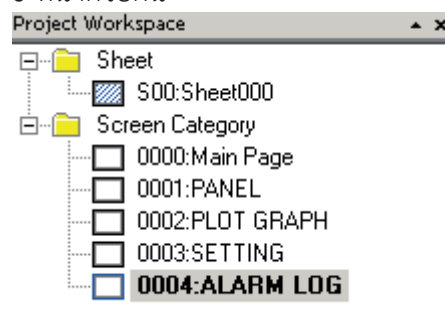 Project Workspace
Sheet
S00:Sheet000
Screen Category
0000:Main Page
0001:PANEL
0002:PLOT GRAPH
0003:SETTING
0004:ALARM LOG